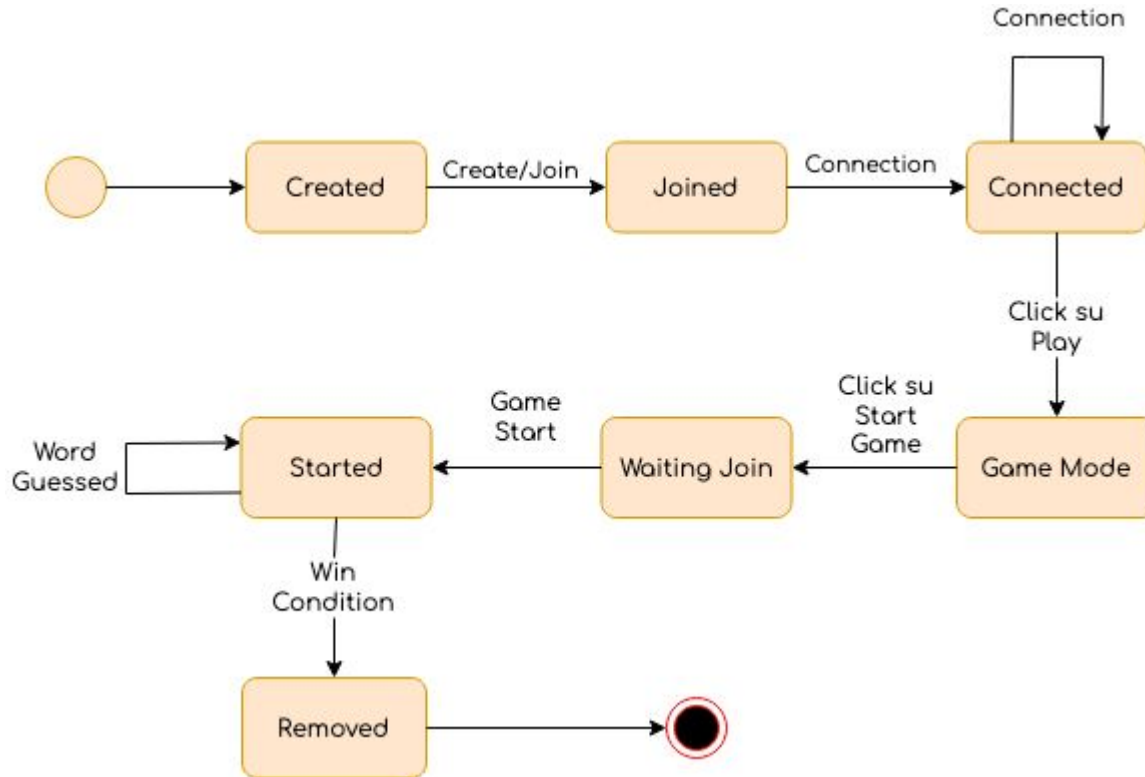 Connection
Created
Create/Join
Joined
Connection
Connected
Click su
Play
Word
Guessed
Started
Game
Start
Waiting Join
Click su
Start
Game
Game Mode
Win
Condition
Removed